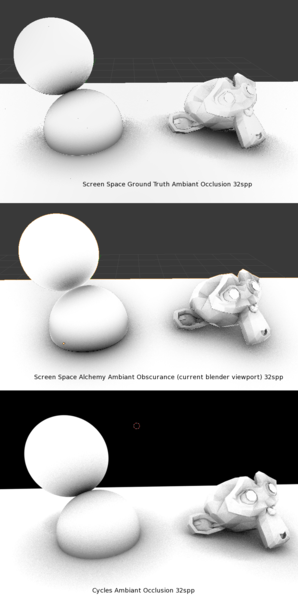 Screen Space Ground Truth Ambiant Occlusion 32spp
Screen Space Alchemy Ambiant Obscurance (current blender viewport) 32spp
Cycles Ambiant Occlusion 32spp